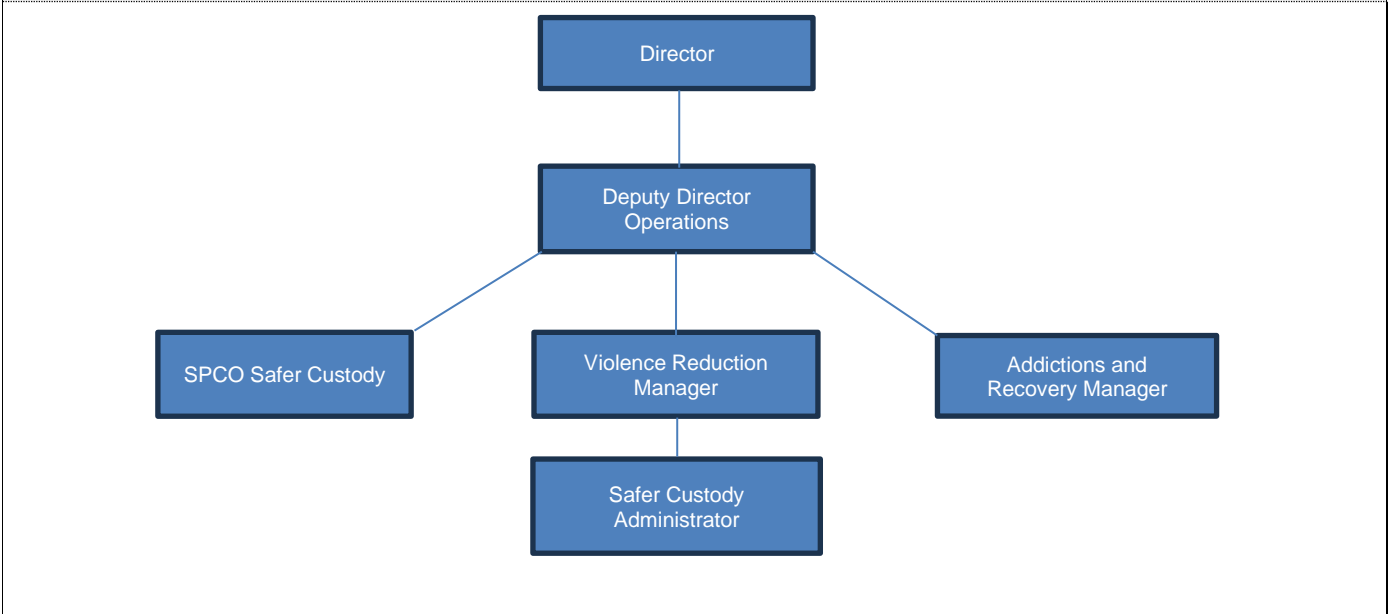 Director
Deputy Director
Operations
SPCO Safer Custody
Violence Reduction
Manager
Addictions and
Recovery Manager
Safer Custody
Administrator